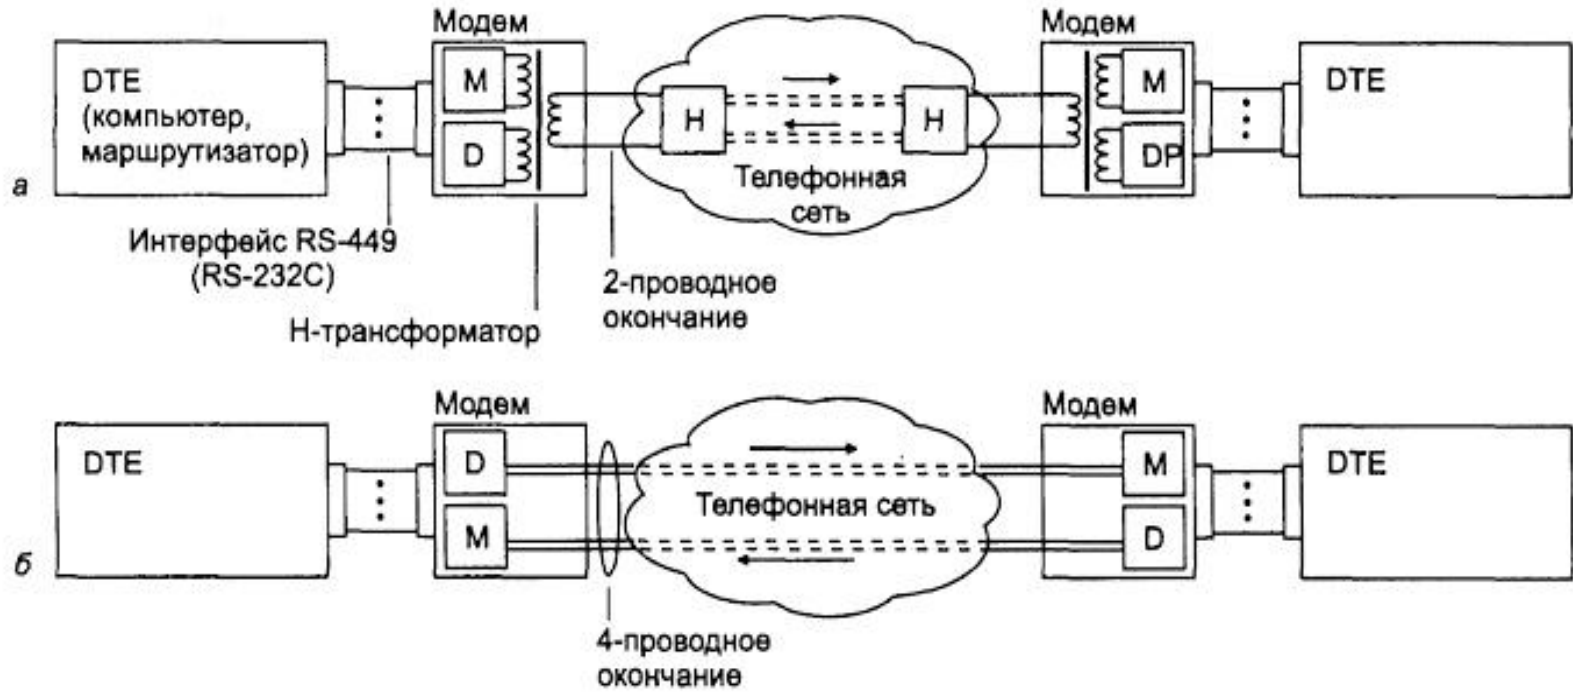 Модем
Модем
DTE
(компьютер,
маршрутизатор)
M
D
H
H
M
DP
DTE
Телефонная
сеть
а
Интерфейс RS-449
(RS-232C)
2-проводное
окончание
Н-трансформатор
Модем
Модем
DTE
D
M
Телефонная сеть
M
D
DTE
б
4-проводное
окончание